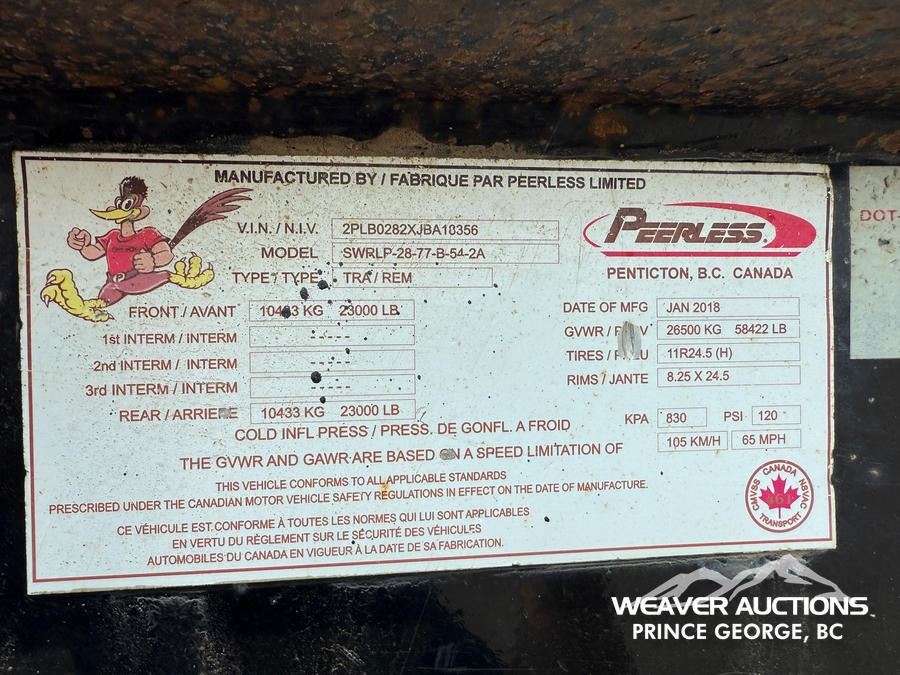 MANUFACTURED BY / FABRIQUE PAR PEERLESS LIMITED
V.I.N. / N.I.V. 2PLB0282XJBA18356
MODEL SWRLP-28-77-B-54-2A
TYPE / TYPE TRA / REM
PEERLESS
PENTICTON, B.C. CANADA
FRONT / AVANT 10433 KG 23000 LB
1st INTERM / INTERM -----
2nd INTERM / INTERM -----
3rd INTERM / INTERM -----
REAR / ARRIERE 10433 KG 23000 LB
DATE OF MFG JAN 2018
GVWR / 26500 KG 58422 LB
TIRES / 11R24.5 (H)
RIMS / JANTE 8.25 X 24.5
COLD INFL PRESS / PRESS. DE GONFL. A FROID KPA 830 PSI 120
THE GVWR AND GAWR ARE BASED ON A SPEED LIMITATION OF 105 KM/H 65 MPH
THIS VEHICLE CONFORMS TO ALL APPLICABLE STANDARDS
PRESCRIBED UNDER THE CANADIAN MOTOR VEHICLE SAFETY REGULATIONS IN EFFECT ON THE DATE OF MANUFACTURE.
CE VÉHICULE EST CONFORME À TOUTES LES NORMES QUI LUI SONT APPLICABLES
EN VERTU DU RÈGLEMENT SUR LE SÉCURITÉ DES VÉHICULES
AUTOMOBILES DU CANADA EN VIGUEUR À LA DATE DE SA FABRICATION.
CMVSS CANADA NSVAC
TRANSPORT
DOT-
WEAVER AUCTIONS
PRINCE GEORGE, BC